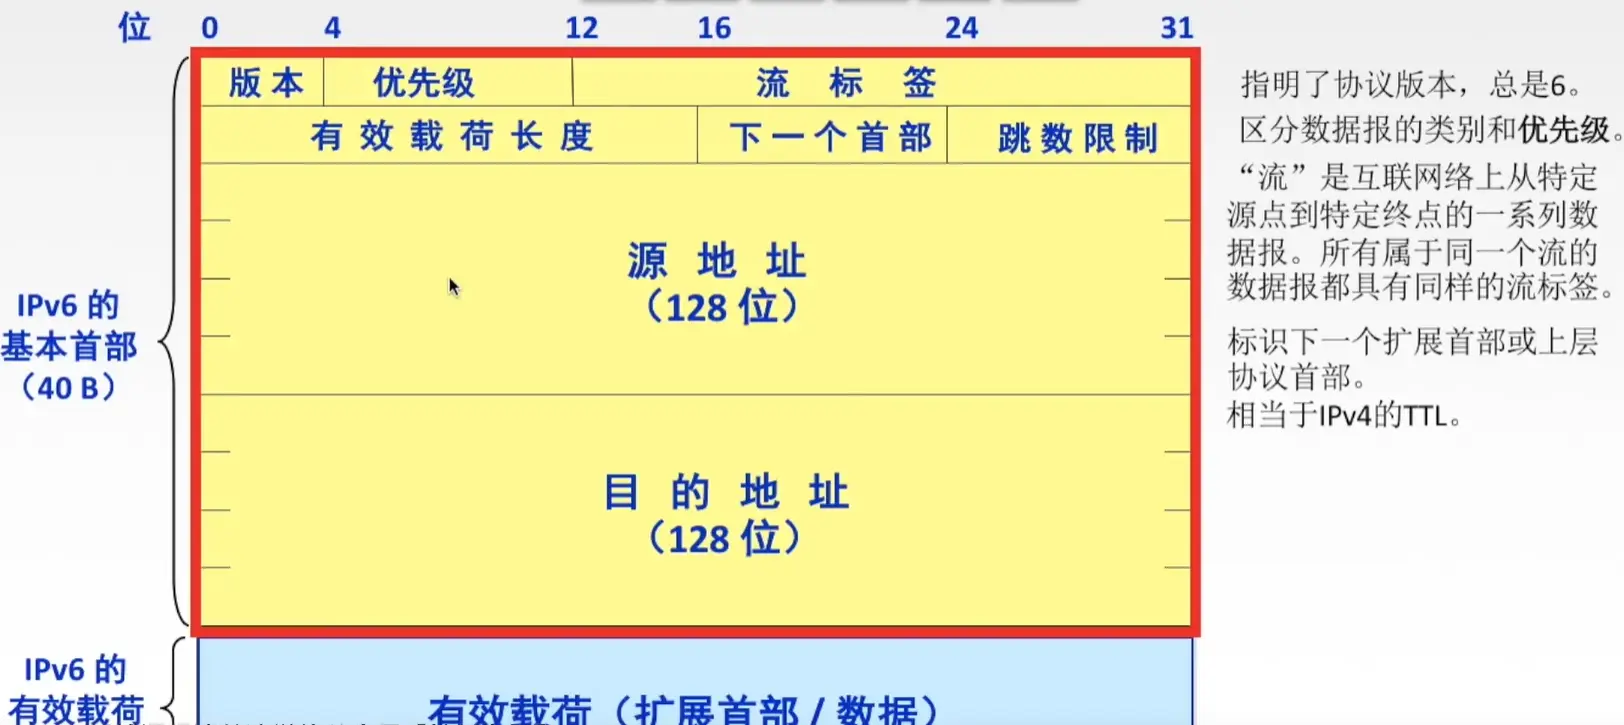 位 0 4 12 16 24 31
版本 优先级 流标签
有效载荷长度 下一个首部 跳数限制
源地址
（128 位）
目的地址
（128 位）
IPv6 的
基本首部
（40 B）
IPv6 的
有效载荷
有效载荷（扩展首部 / 数据）
指明了协议版本，总是6。
区分数据报的类别和优先级。
“流”是互联网络上从特定
源点到特定终点的一系列数
据报。所有属于同一个流的
数据报都具有同样的流标签。
标识下一个扩展首部或上层
协议首部。
相当于IPv4的TTL。